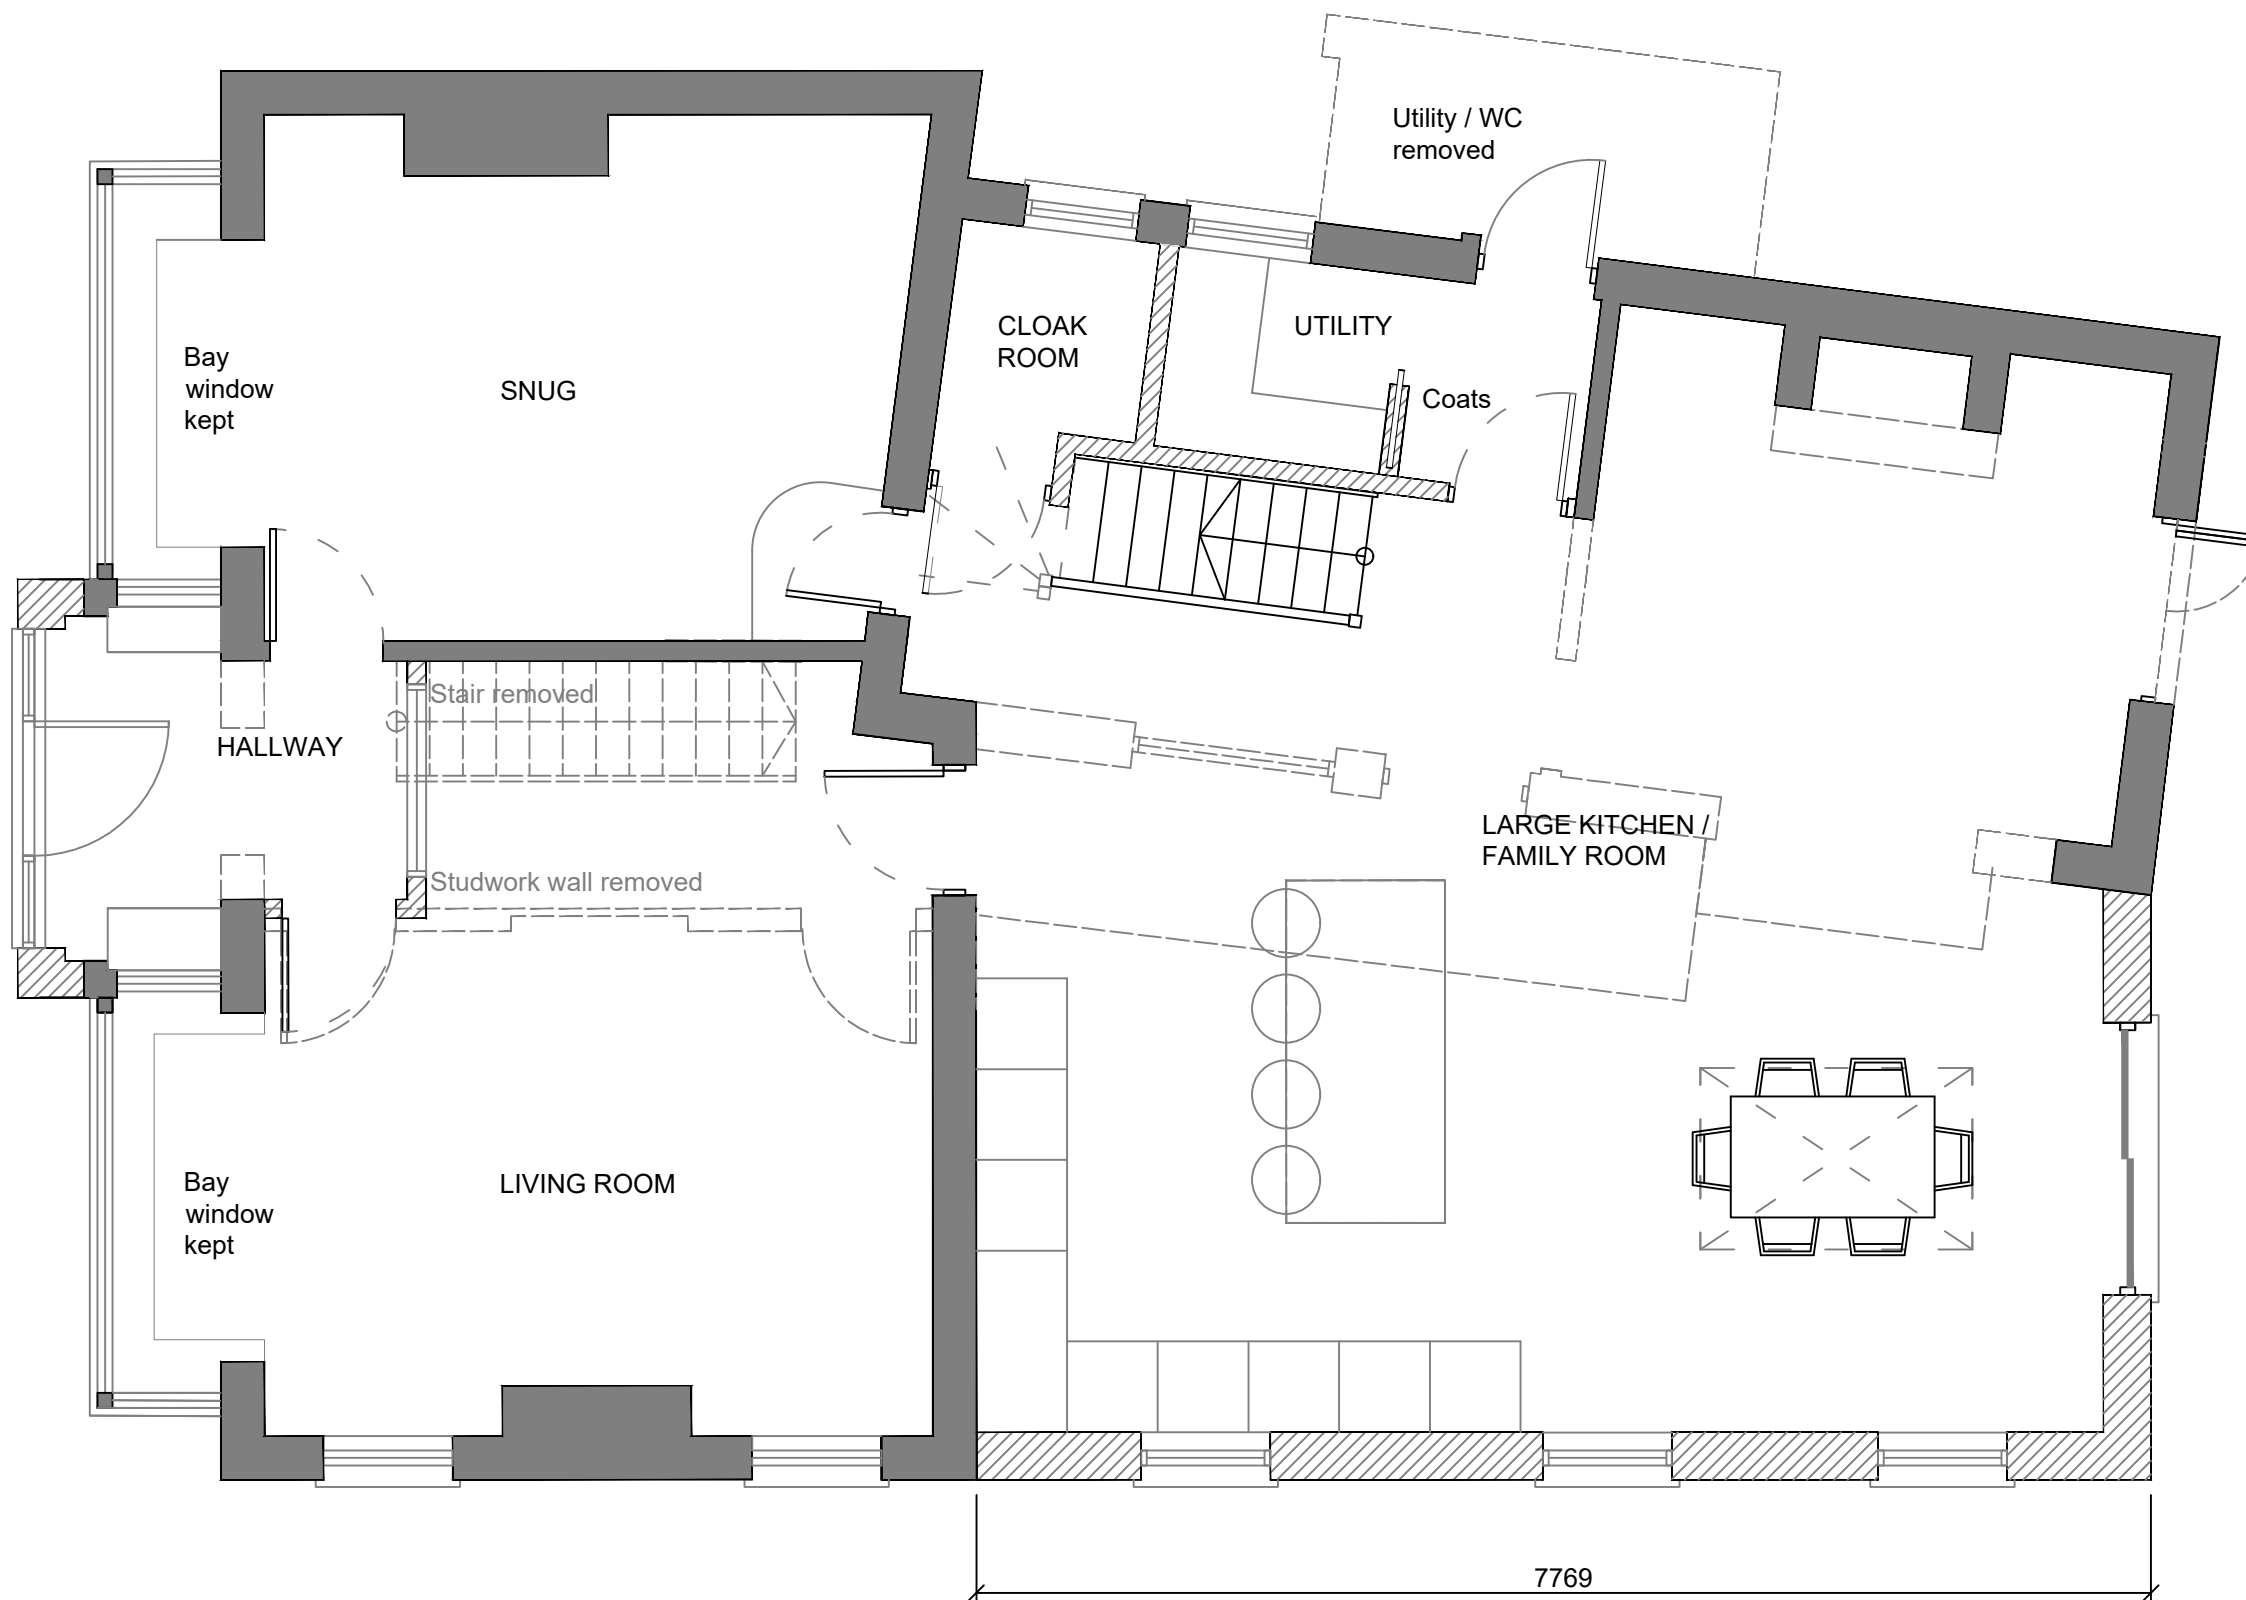 Utility / WC
removed
CLOAK
ROOM
UTILITY
Bay
window
kept
SNUG
Coats
Stair removed
HALLWAY
LARGE KITCHEN /
FAMILY ROOM
Studwork wall removed
Bay
window
kept
LIVING ROOM
7769